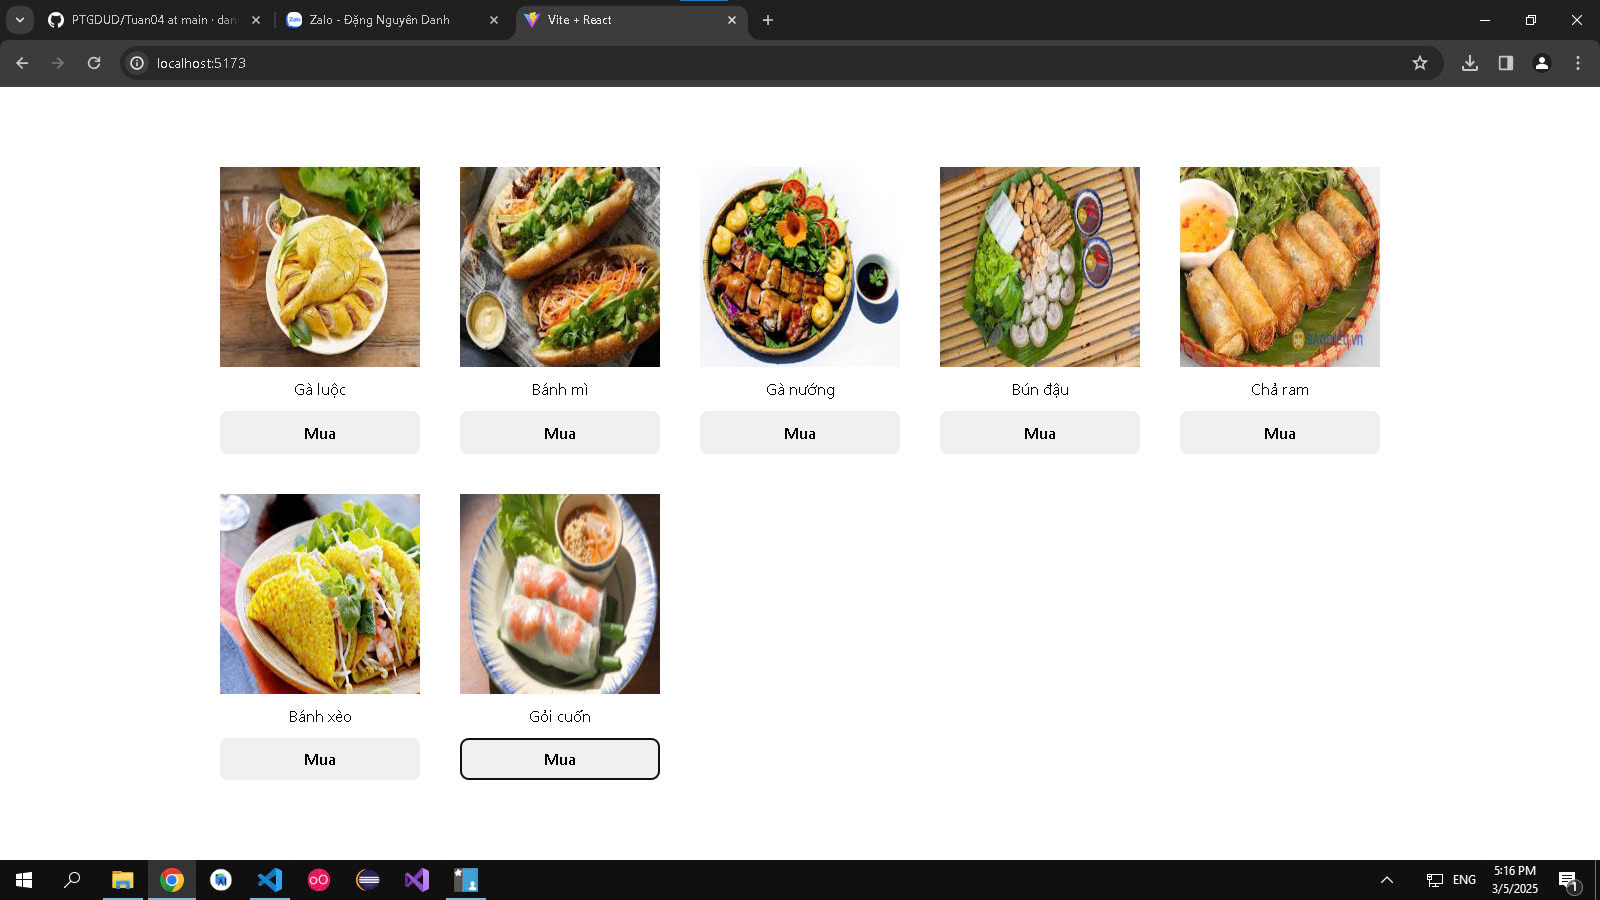 PTGDUD/Tuan04 at main · dan
Zalo - Đặng Nguyên Danh
Vite + React
localhost:5173
Gà luộc
Bánh mì
Gà nướng
Bún đậu
Chả ram
Mua
Mua
Mua
Mua
Mua
Bánh xèo
Gỏi cuốn
Mua
Mua
ENG
5:16 PM
3/5/2025
1